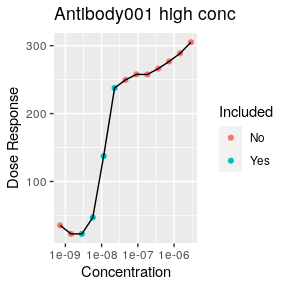 Antibody001 high conc
Dose Response
300
200
100
1e-09 1e-08 1e-07 1e-06
Concentration
Included
No
Yes